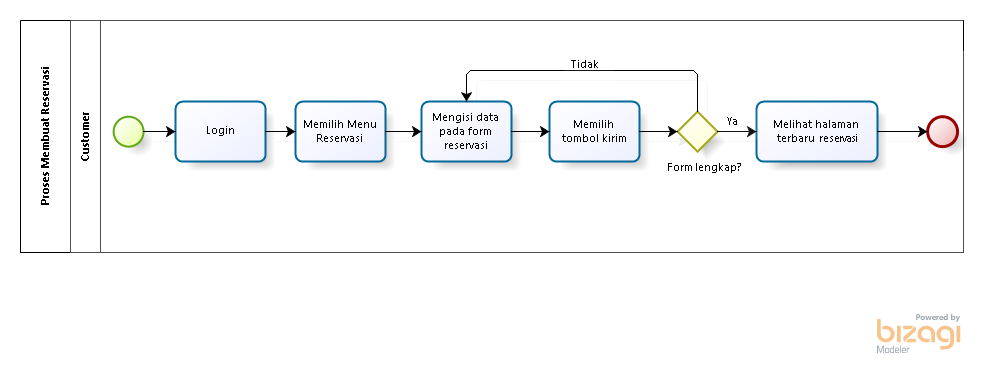 Proses Membuat Reservasi
Customer
Tidak
Login
Memilih Menu
Reservasi
Mengisi data
pada form
reservasi
Memilih
tombol kirim
Ya
Form lengkap?
Melihat halaman
terbaru reservasi
Powered by
bizagi
Modeler